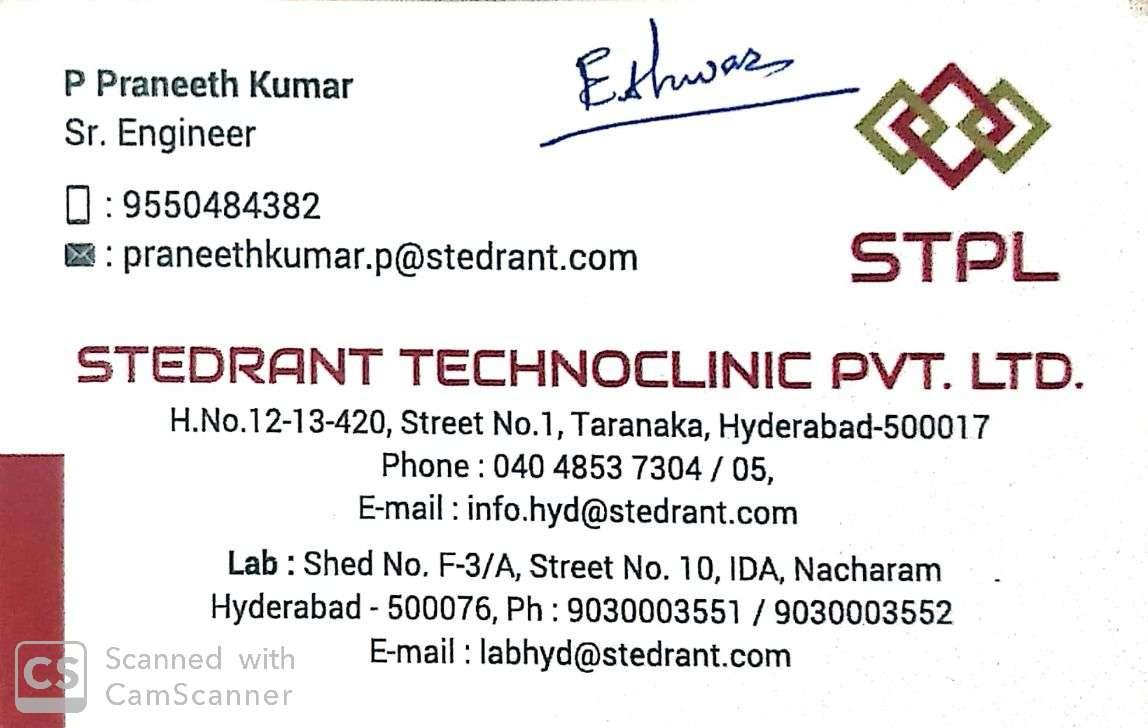 P Praneeth Kumar
Eshwar
Sr. Engineer
: 9550484382
: praneethkumar.p@stedrant.com
STPL
STEDRANT TECHNOCLINIC PVT. LTD.
H.No.12-13-420, Street No.1, Taranaka, Hyderabad-500017
Phone : 040 4853 7304 / 05,
E-mail : info.hyd@stedrant.com
Lab : Shed No. F-3/A, Street No. 10, IDA, Nacharam
Hyderabad - 500076, Ph : 9030003551 / 9030003552
E-mail : labhyd@stedrant.com
CS
Scanned with
CamScanner